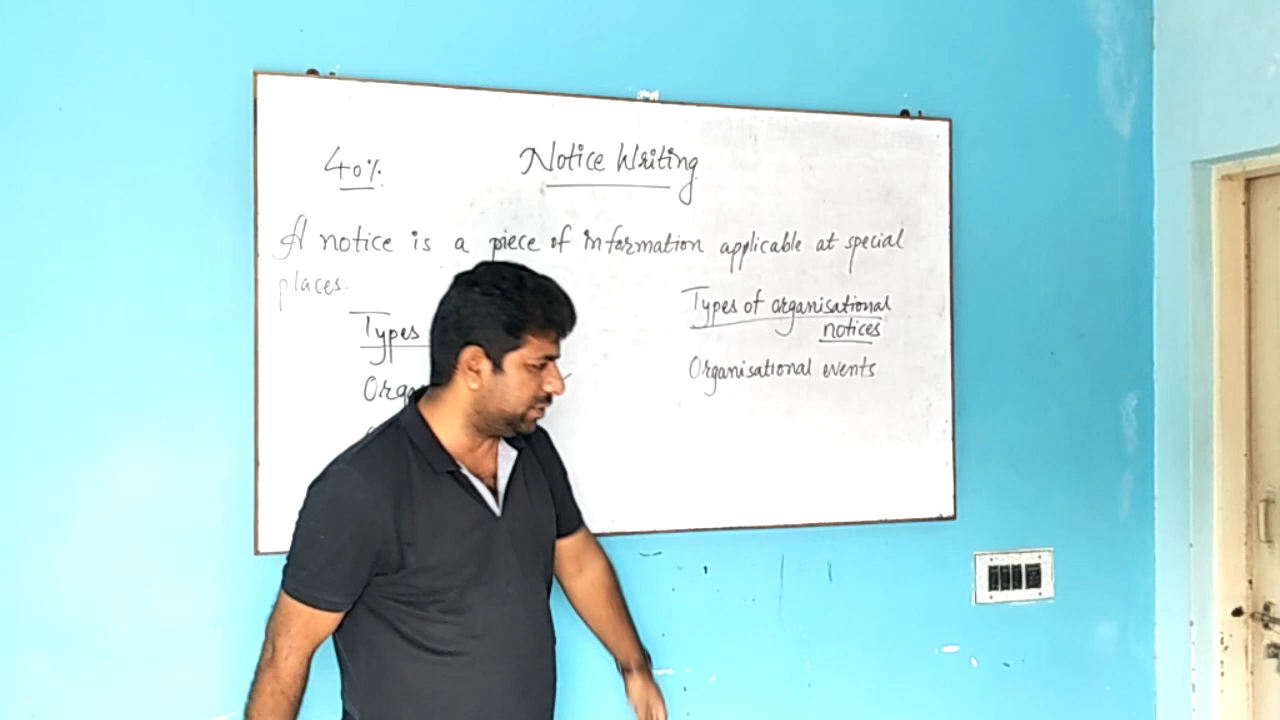 40%
Notice Writing
A notice is a piece of information applicable at special
places.
Types
Types of organisational
notices
Organisational events